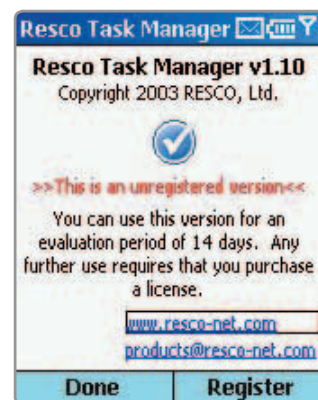 Resco Task Manager
Resco Task Manager v1.10
Copyright 2003 RESCO, Ltd.
>>This is an unregistered version<<
You can use this version for an
evaluation period of 14 days. Any
further use requires that you purchase
a license.
www.resco-net.com
products@resco-net.com
Done Register